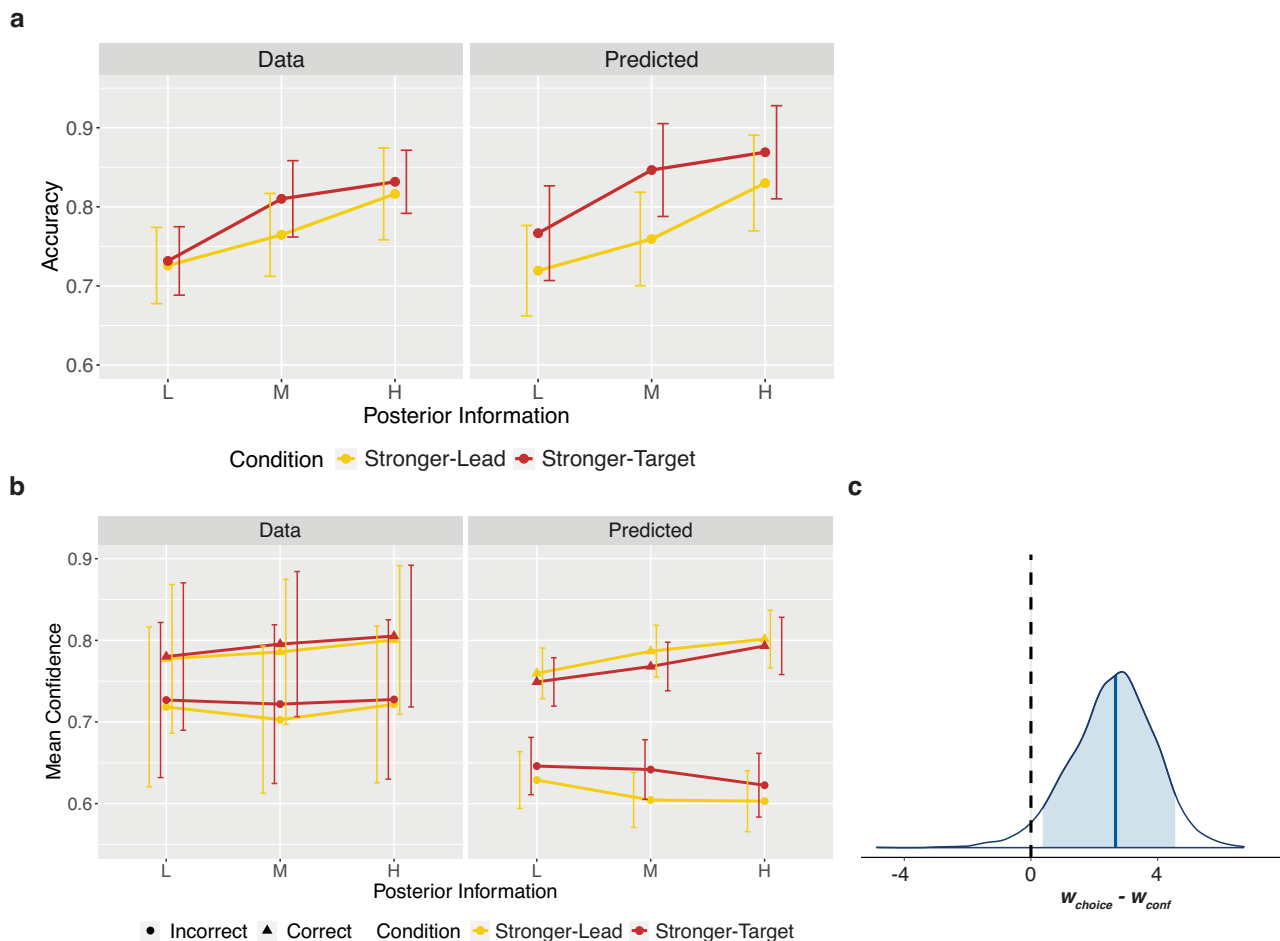 a
Data Predicted
0.9
0.8
0.7
0.6
Accuracy
L M H L M H
Posterior Information
Condition Stronger-Lead Stronger-Target
b
Data Predicted
0.9
0.8
0.7
0.6
Mean Confidence
L M H L M H
Posterior Information
Incorrect Correct Condition Stronger-Lead Stronger-Target
c
-4 0 4
w_choice - w_conf